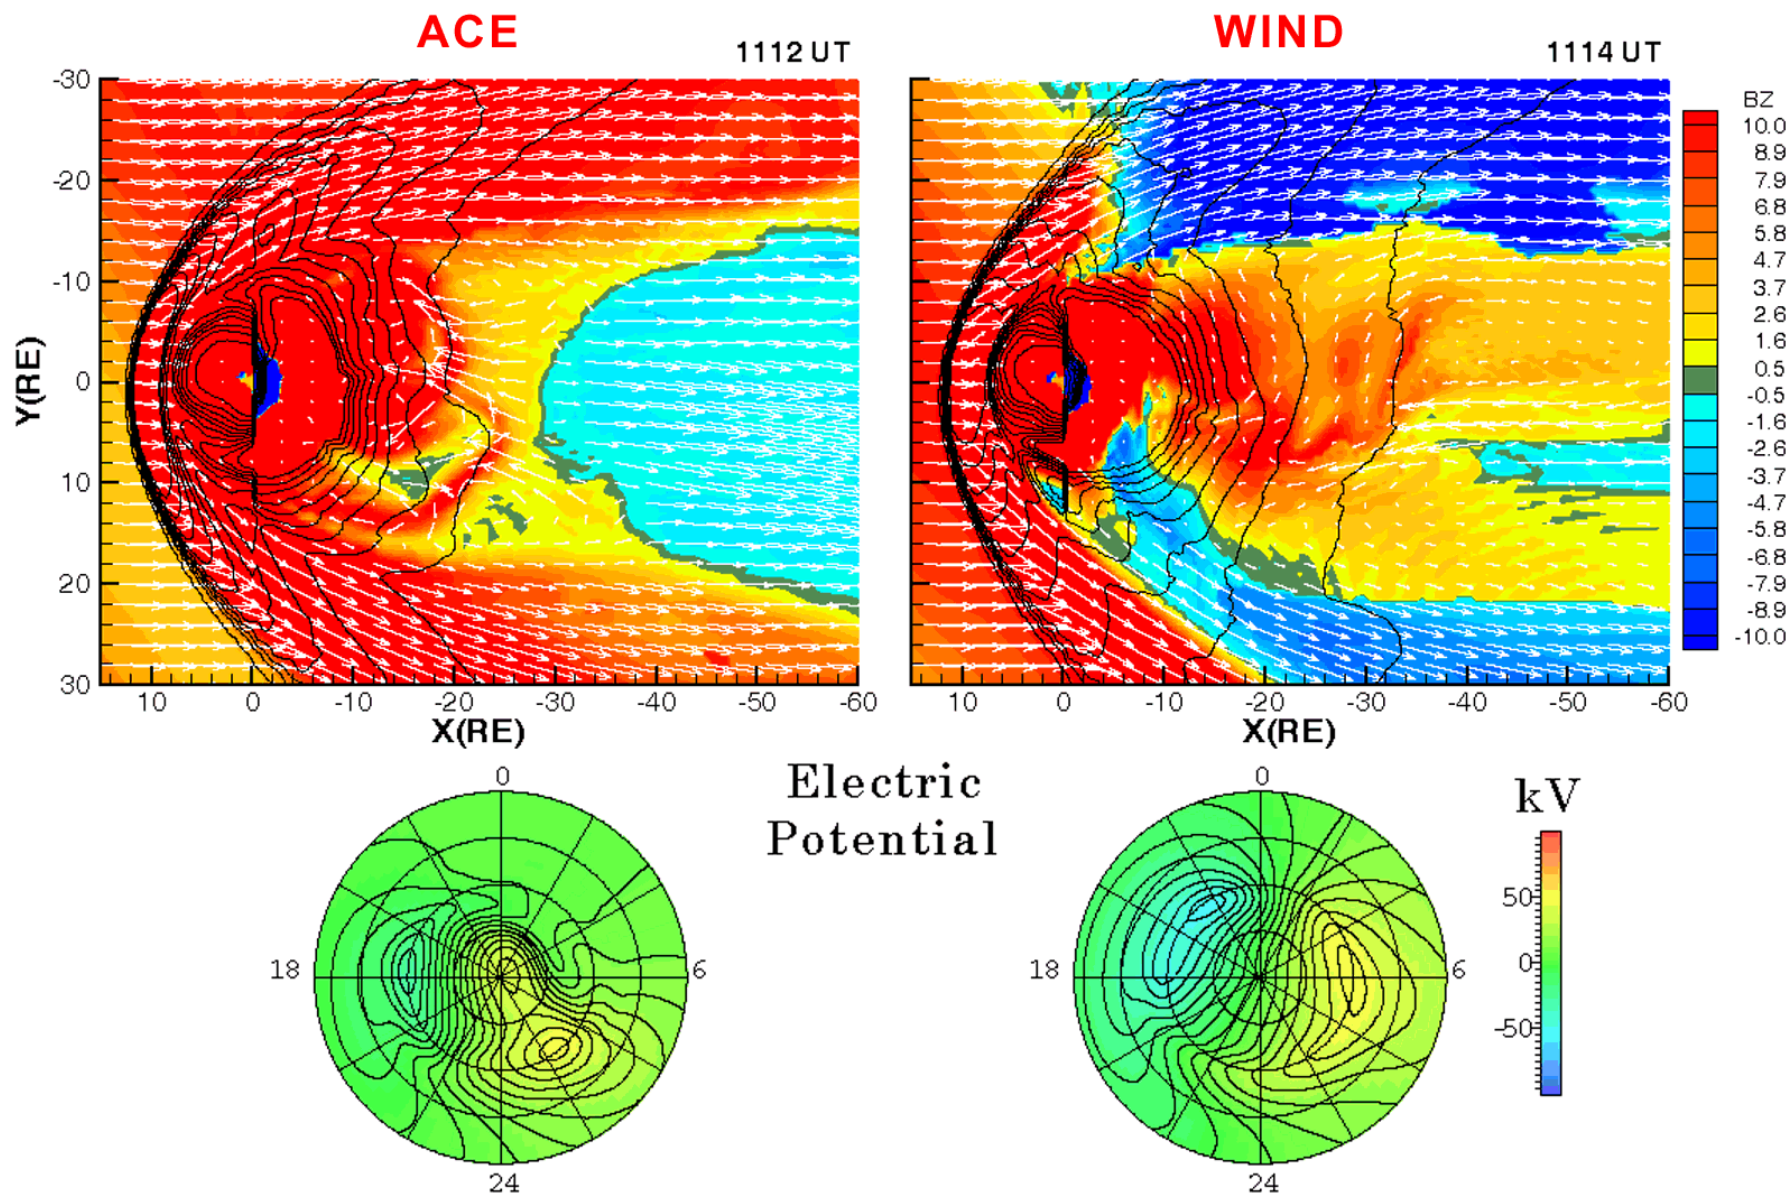 ACE
1112 UT
WIND
1114 UT
BZ
-30
-20
-10
0
10
20
30
Y(RE)
10 0 -10 -20 -30 -40 -50 -60
X(RE)
10 0 -10 -20 -30 -40 -50 -60
X(RE)
10.0
8.9
7.9
6.8
5.8
4.7
3.7
2.6
1.6
0.5
-0.5
-1.6
-2.6
-3.7
-4.7
-5.8
-6.8
-7.9
-8.9
-10.0
Electric
Potential
0
18
6
24
0
18
6
24
kV
50
0
-50